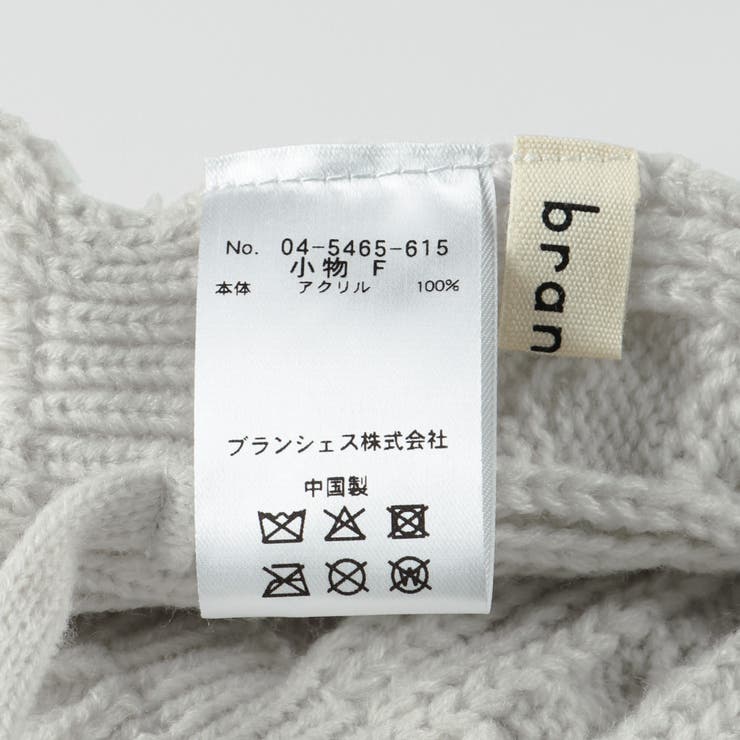 No. 04-5465-615
小物 F
本体 アクリル 100%
ブランシェス株式会社
中国製
W
bran